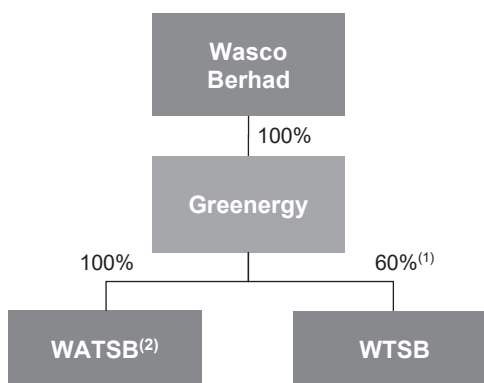 Wasco
Berhad
100%
Greenergy
100%
60%(1)
WATSB(2)
WTSB